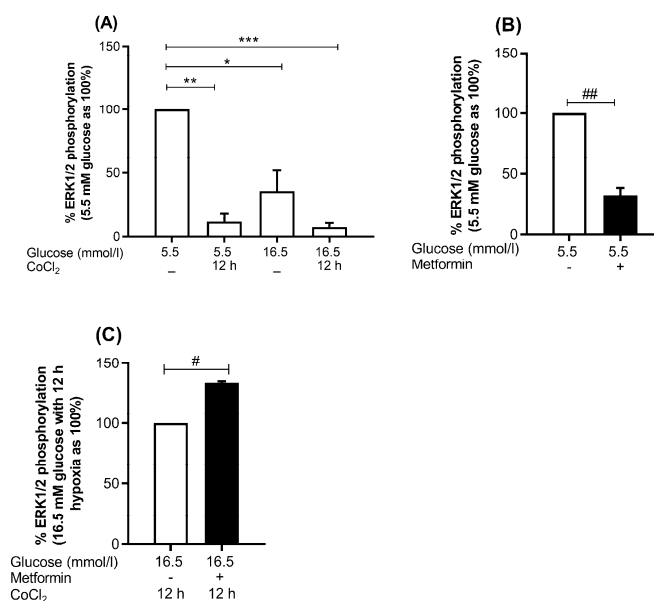 (A)
***
*
**
% ERK1/2 phosphorylation
(5.5 mM glucose as 100%)
150
100
50
0
Glucose (mmol/l) 5.5 5.5 16.5 16.5
CoCl₂ _ 12 h _ 12 h
(B)
##
% ERK1/2 phosphorylation
(5.5 mM glucose as 100%)
150
100
50
0
Glucose (mmol/l) 5.5 5.5
Metformin - +
(C)
#
% ERK1/2 phosphorylation
(16.5 mM glucose with 12 h
hypoxia as 100%)
150
100
50
0
Glucose (mmol/l) 16.5 16.5
Metformin - +
CoCl₂ 12 h 12 h